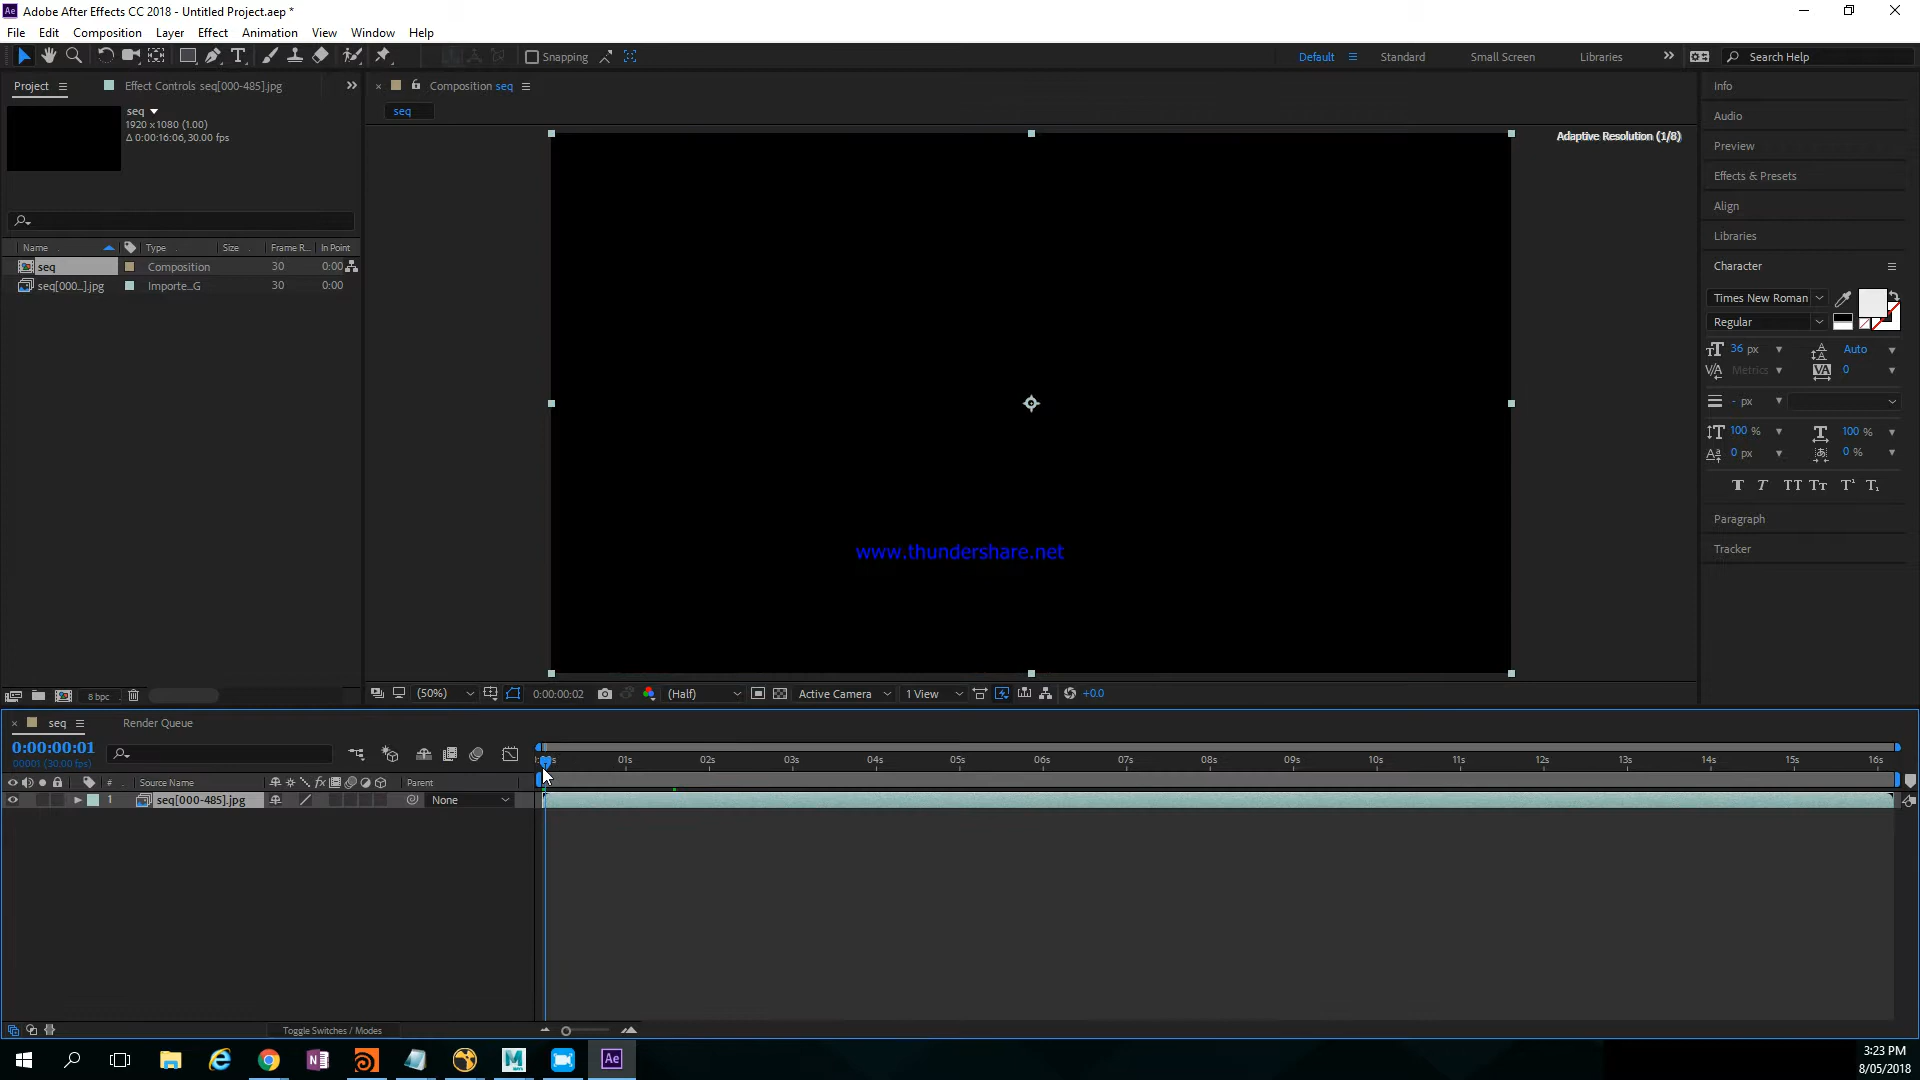 Adobe After Effects CC 2018 - Untitled Project.aep *
File Edit Composition Layer Effect Animation View Window Help
Snapping
Default Standard Small Screen Libraries Search Help
Project Effect Controls seq[000-485].jpg
Composition seq
seq
seq
1920 x 1080 (1.00)
Δ 0:00:16:06, 30.00 fps
Adaptive Resolution (1/8)
Name Type Size Frame R... In Point
seq Composition 30 0:00
seq[000...].jpg Importe...G 30 0:00
www.thundershare.net
8 bpc
(50%) 0:00:00:02 (Half) Active Camera 1 View +0.0
Info
Audio
Preview
Effects & Presets
Align
Libraries
Character
Times New Roman
Regular
36 px Auto
Metrics 0
- px
100 % 100 %
0 px 0 %
T T TT Tt T¹ T₁
Paragraph
Tracker
seq Render Queue
0:00:00:01
00001 (30.00 fps)
# Source Name Parent
1 seq[000-485].jpg None
01s 02s 03s 04s 05s 06s 07s 08s 09s 10s 11s 12s 13s 14s 15s 16s
Toggle Switches / Modes
Ae
3:23 PM
8/05/2018